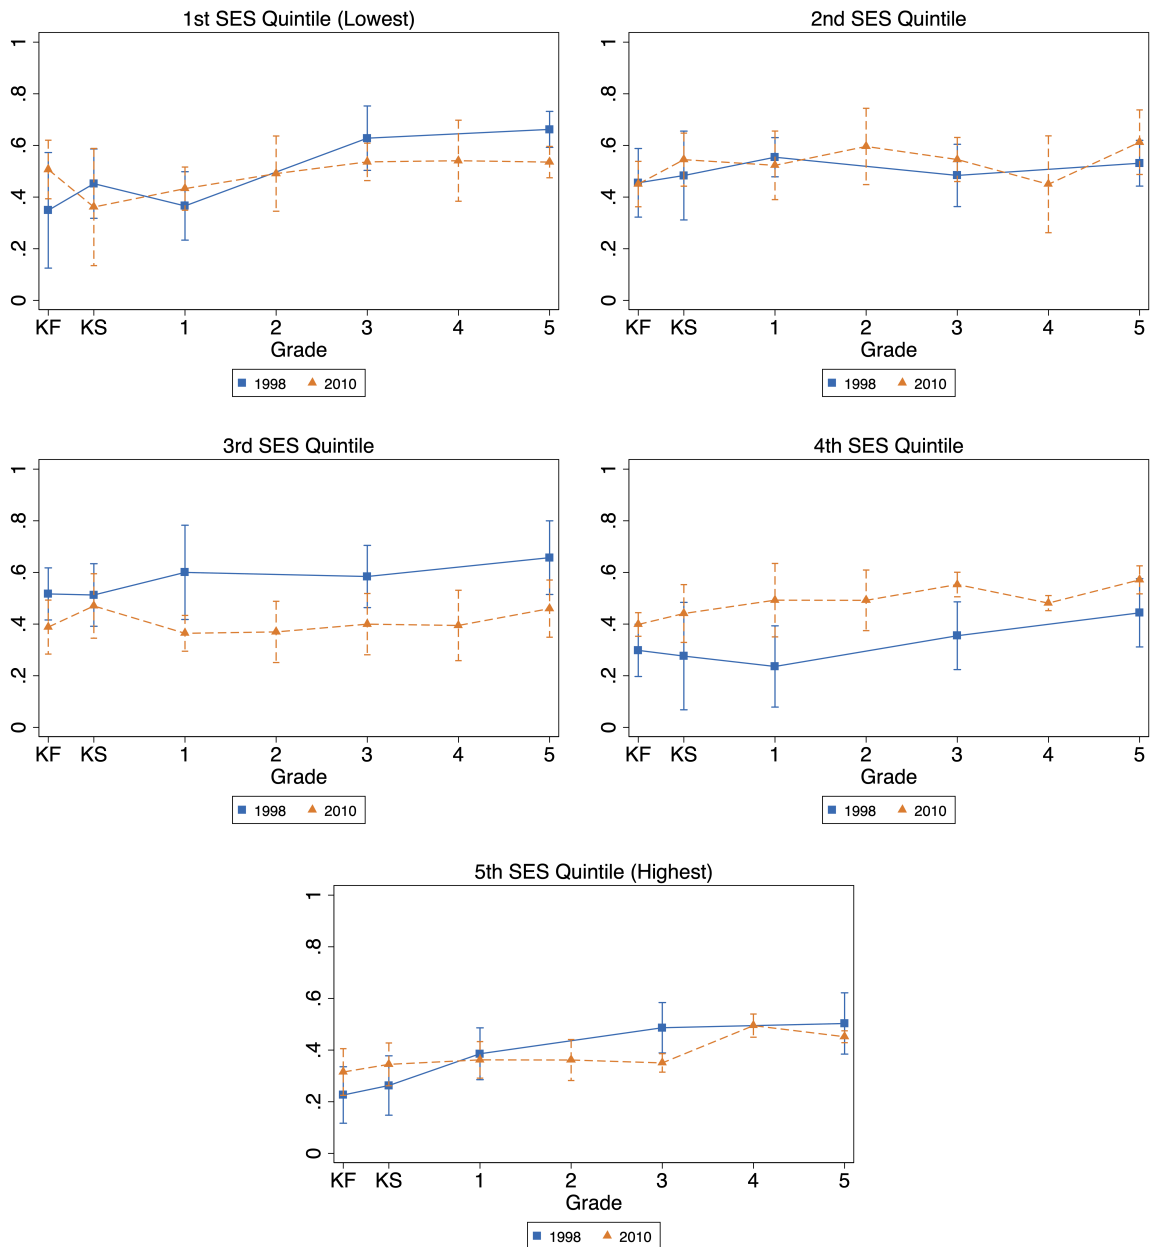 1st SES Quintile (Lowest)
1
.8
.6
.4
.2
0
KF KS 1 2 3 4 5
Grade
1998 2010
2nd SES Quintile
1
.8
.6
.4
.2
0
KF KS 1 2 3 4 5
Grade
1998 2010
3rd SES Quintile
1
.8
.6
.4
.2
0
KF KS 1 2 3 4 5
Grade
1998 2010
4th SES Quintile
1
.8
.6
.4
.2
0
KF KS 1 2 3 4 5
Grade
1998 2010
5th SES Quintile (Highest)
1
.8
.6
.4
.2
0
KF KS 1 2 3 4 5
Grade
1998 2010